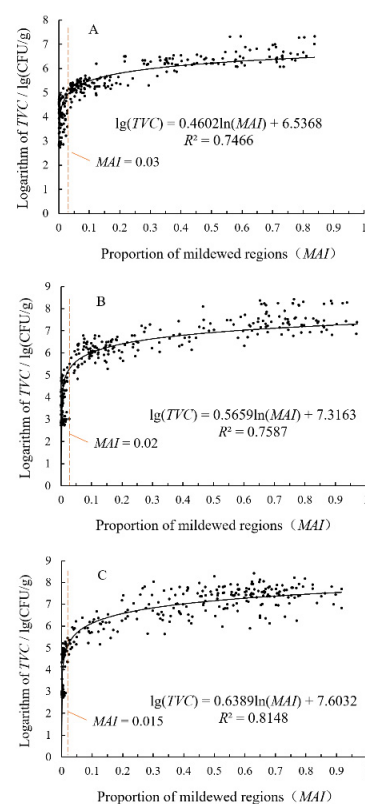 8
7
6
5
4
3
2
1
0
Logarithm of TVC / lg(CFU/g)
A
lg(TVC) = 0.4602ln(MAI) + 6.5368
R² = 0.7466
MAI = 0.03
0 0.1 0.2 0.3 0.4 0.5 0.6 0.7 0.8 0.9 1
Proportion of mildewed regions（MAI）
9
8
7
6
5
4
3
2
1
0
Logarithm of TVC / lg(CFU/g)
B
lg(TVC) = 0.5659ln(MAI) + 7.3163
R² = 0.7587
MAI = 0.02
0 0.1 0.2 0.3 0.4 0.5 0.6 0.7 0.8 0.9
Proportion of mildewed regions（MAI）
9
8
7
6
5
4
3
2
1
0
Logarithm of TVC / lg(CFU/g)
C
lg(TVC) = 0.6389ln(MAI) + 7.6032
R² = 0.8148
MAI = 0.015
0 0.1 0.2 0.3 0.4 0.5 0.6 0.7 0.8 0.9
Proportion of mildewed regions（MAI）